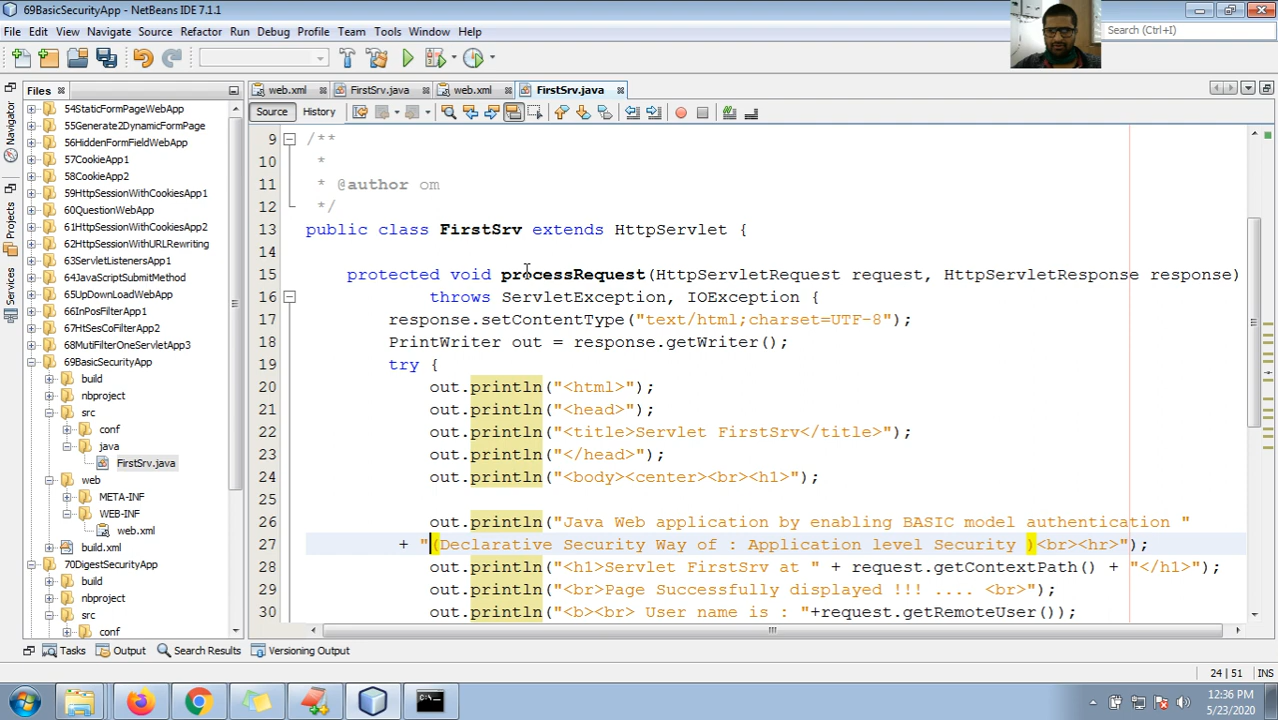 69BasicSecurityApp - NetBeans IDE 7.1.1
File Edit View Navigate Source Refactor Run Debug Profile Team Tools Window Help
Search (Ctrl+I)
Files
web.xml FirstSrv.java web.xml FirstSrv.java
Source History
Navigator
Projects
Services
54StaticFormPageWebApp
55Generate2DynamicFormPage
56HiddenFormFieldWebApp
57CookieApp1
58CookieApp2
59HttpSessionWithCookiesApp1
60QuestionWebApp
61HttpSessionWithCookiesApp2
62HttpSessionWithURLRewriting
63ServletListenersApp1
64JavaScriptSubmitMethod
65UpDownLoadWebApp
66InPosFilterApp1
67HtSesCoFilterApp2
68MutiFilterOneServletApp3
69BasicSecurityApp
build
nbproject
src
conf
java
FirstSrv.java
web
META-INF
WEB-INF
web.xml
build.xml
70DigestSecurityApp
build
nbproject
src
conf
9 /**
10 *
11 * @author om
12 */
13 public class FirstSrv extends HttpServlet {
14
15 protected void processRequest(HttpServletRequest request, HttpServletResponse response)
16 throws ServletException, IOException {
17 response.setContentType("text/html;charset=UTF-8");
18 PrintWriter out = response.getWriter();
19 try {
20 out.println("<html>");
21 out.println("<head>");
22 out.println("<title>Servlet FirstSrv</title>");
23 out.println("</head>");
24 out.println("<body><center><br><h1>");
25
26 out.println("Java Web application by enabling BASIC model authentication "
27 + "(Declarative Security Way of : Application level Security )<br><hr>");
28 out.println("<h1>Servlet FirstSrv at " + request.getContextPath() + "</h1>");
29 out.println("<br>Page Successfully displayed !!! .... <br>");
30 out.println("<b><br> User name is : "+request.getRemoteUser());
Tasks Output Search Results Versioning Output
24 | 51 INS
12:36 PM
5/23/2020